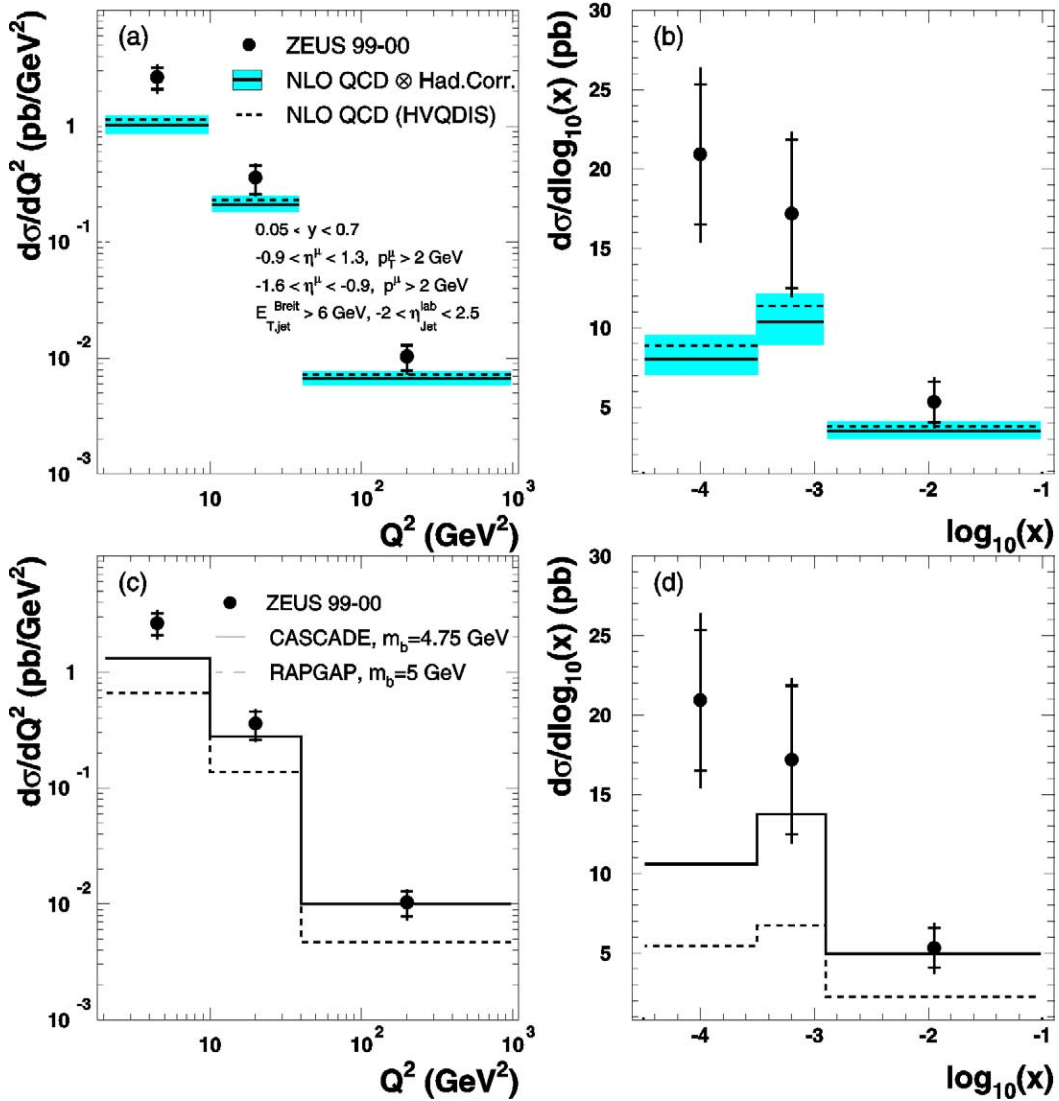 (a)
ZEUS 99-00
NLO QCD ⊗ Had.Corr.
NLO QCD (HVQDIS)
0.05 < y < 0.7
-0.9 < η^μ < 1.3, p_T^μ > 2 GeV
-1.6 < η^μ < -0.9, p^μ > 2 GeV
E_{T,jet}^{Breit} > 6 GeV, -2 < η_{Jet}^{lab} < 2.5
dσ/dQ² (pb/GeV²)
1
10⁻¹
10⁻²
10⁻³
10
10²
10³
Q² (GeV²)
(b)
dσ/dlog₁₀(x) (pb)
30
25
20
15
10
5
-4
-3
-2
-1
log₁₀(x)
(c)
ZEUS 99-00
CASCADE, m_b=4.75 GeV
RAPGAP, m_b=5 GeV
dσ/dQ² (pb/GeV²)
1
10⁻¹
10⁻²
10⁻³
10
10²
10³
Q² (GeV²)
(d)
dσ/dlog₁₀(x) (pb)
30
25
20
15
10
5
-4
-3
-2
-1
log₁₀(x)